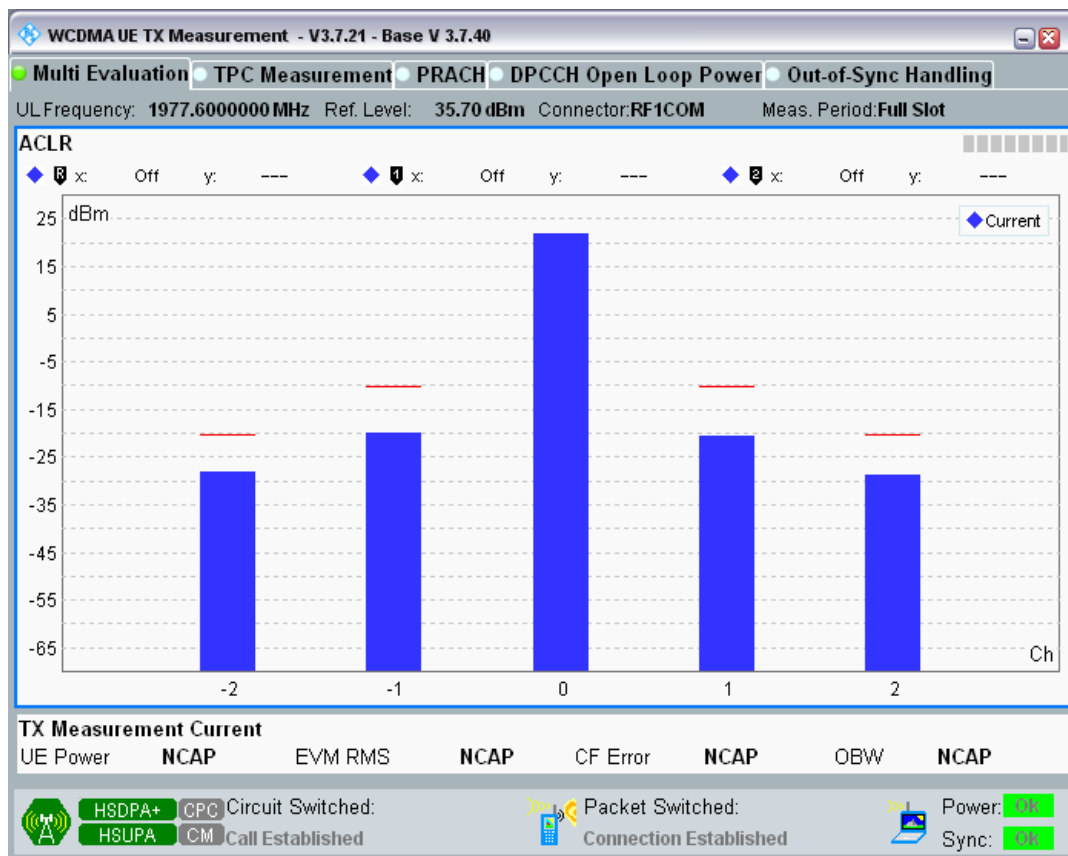 WCDMA UE TX Measurement - V3.7.21 - Base V 3.7.40
Multi Evaluation TPC Measurement PRACH DPCCH Open Loop Power Out-of-Sync Handling
UL Frequency: 1977.6000000 MHz Ref. Level: 35.70 dBm Connector:RF1COM Meas. Period:Full Slot
ACLR
R x: Off y: --- 1 x: Off y: --- 2 x: Off y: ---
dBm
Current
25
15
5
-5
-15
-25
-35
-45
-55
-65
Ch
-2 -1 0 1 2
TX Measurement Current
UE Power NCAP EVM RMS NCAP CF Error NCAP OBW NCAP
HSDPA+ CPC Circuit Switched: Packet Switched: Power: OK
HSUPA CM Call Established Connection Established Sync: OK